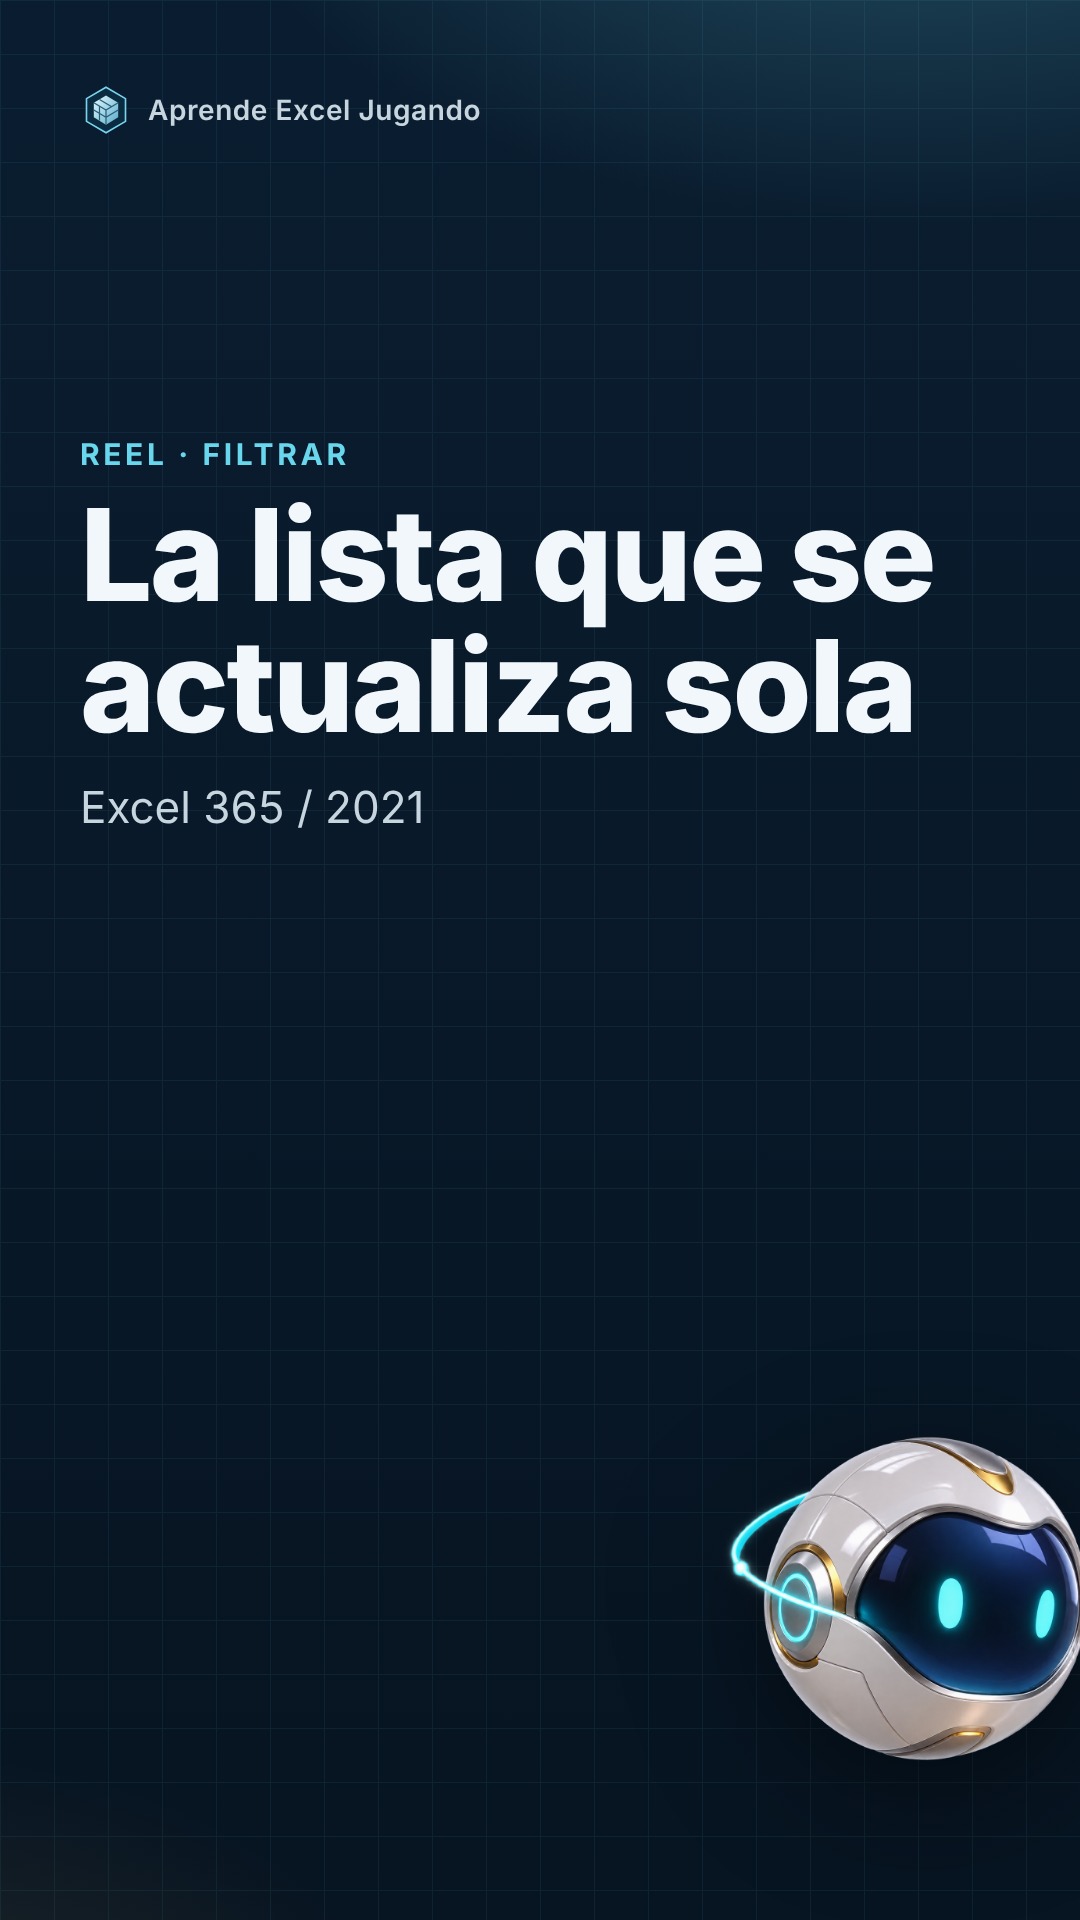 Aprende Excel Jugando
REEL · FILTRAR
La lista que se
actualiza sola
Excel 365 / 2021